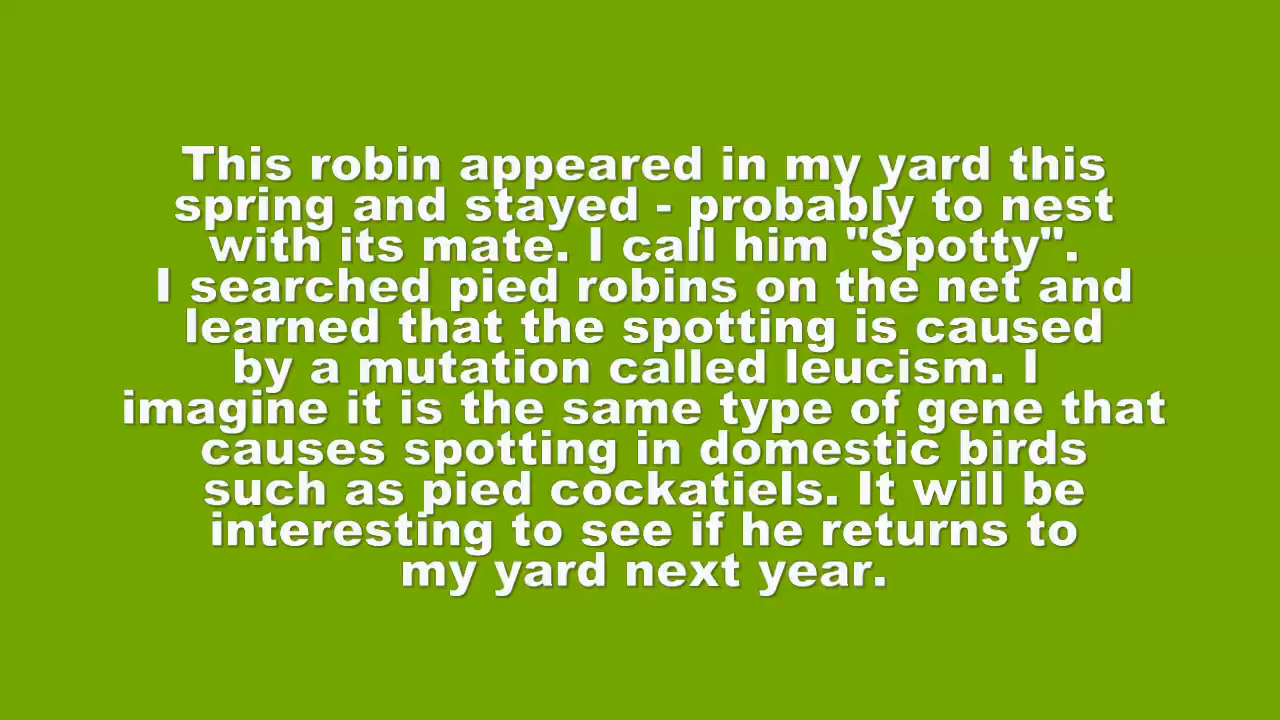 This robin appeared in my yard this
spring and stayed - probably to nest
with its mate. I call him "Spotty".
I searched pied robins on the net and
learned that the spotting is caused
by a mutation called leucism. I
imagine it is the same type of gene that
causes spotting in domestic birds
such as pied cockatiels. It will be
interesting to see if he returns to
my yard next year.